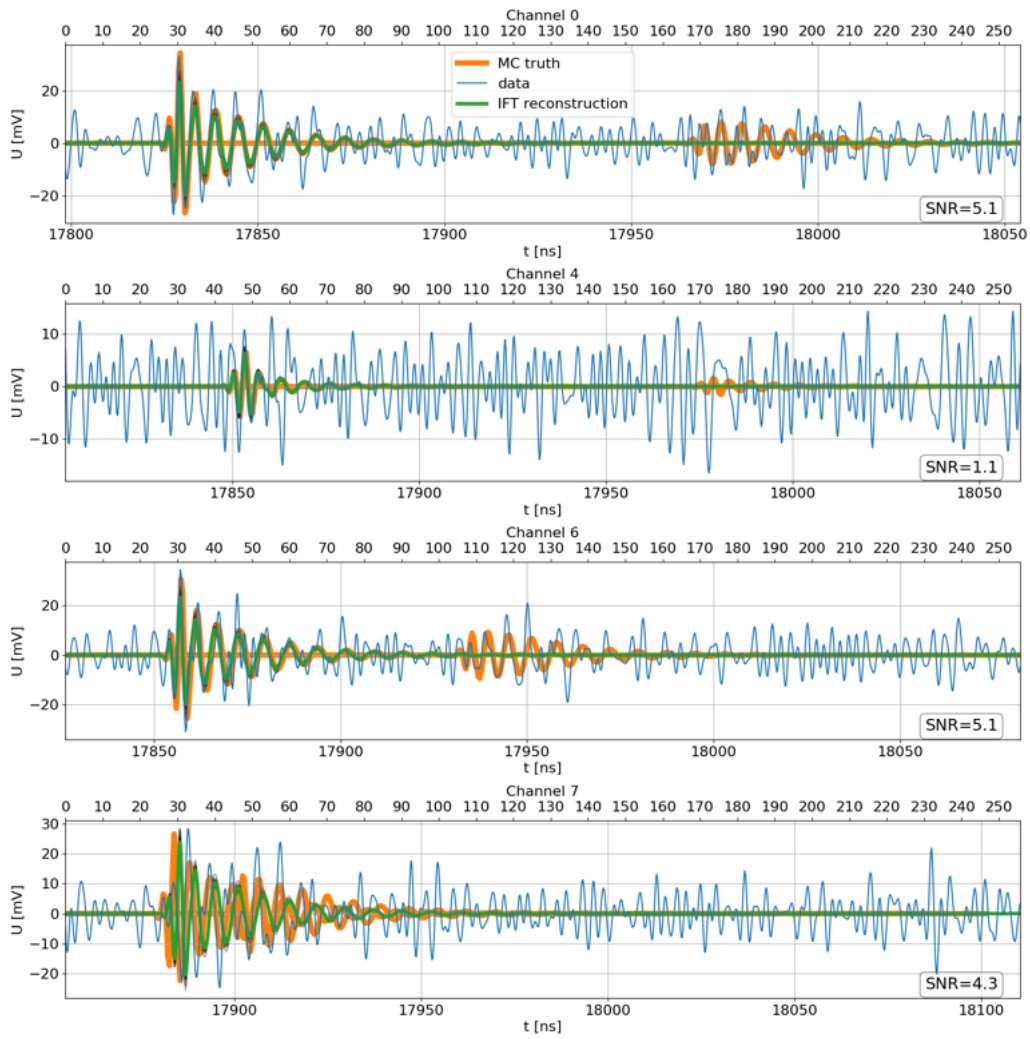 Channel 0
0 10 20 30 40 50 60 70 80 90 100 110 120 130 140 150 160 170 180 190 200 210 220 230 240 250
MC truth
data
IFT reconstruction
U [mV]
20
0
−20
SNR=5.1
17800 17850 17900 17950 18000 18050
t [ns]
Channel 4
0 10 20 30 40 50 60 70 80 90 100 110 120 130 140 150 160 170 180 190 200 210 220 230 240 250
U [mV]
10
0
−10
SNR=1.1
17850 17900 17950 18000 18050
t [ns]
Channel 6
0 10 20 30 40 50 60 70 80 90 100 110 120 130 140 150 160 170 180 190 200 210 220 230 240 250
U [mV]
20
0
−20
SNR=5.1
17850 17900 17950 18000 18050
t [ns]
Channel 7
0 10 20 30 40 50 60 70 80 90 100 110 120 130 140 150 160 170 180 190 200 210 220 230 240 250
U [mV]
30
20
10
0
−10
−20
SNR=4.3
17900 17950 18000 18050 18100
t [ns]